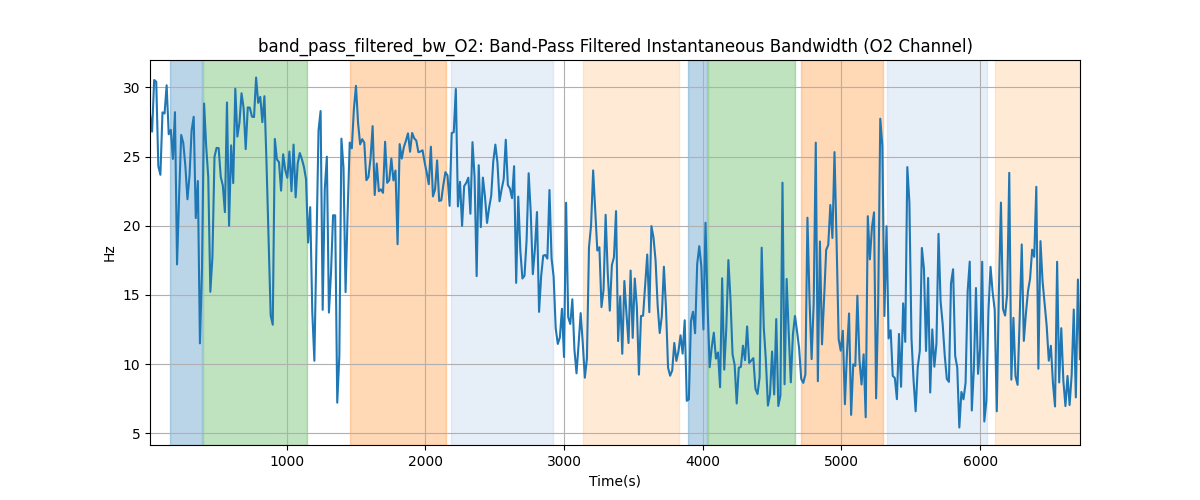 band_pass_filtered_bw_O2: Band-Pass Filtered Instantaneous Bandwidth (O2 Channel)
30
25
20
15
10
5
Hz
1000 2000 3000 4000 5000 6000
Time(s)